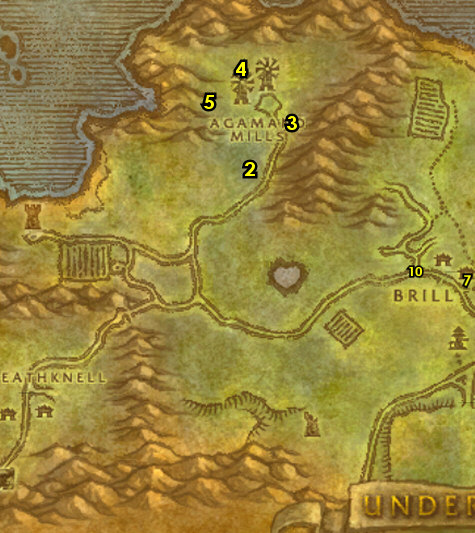 4
5
AGAMAND 3
MILLS
2
10
7
BRILL
EATHKNELL
UNDER